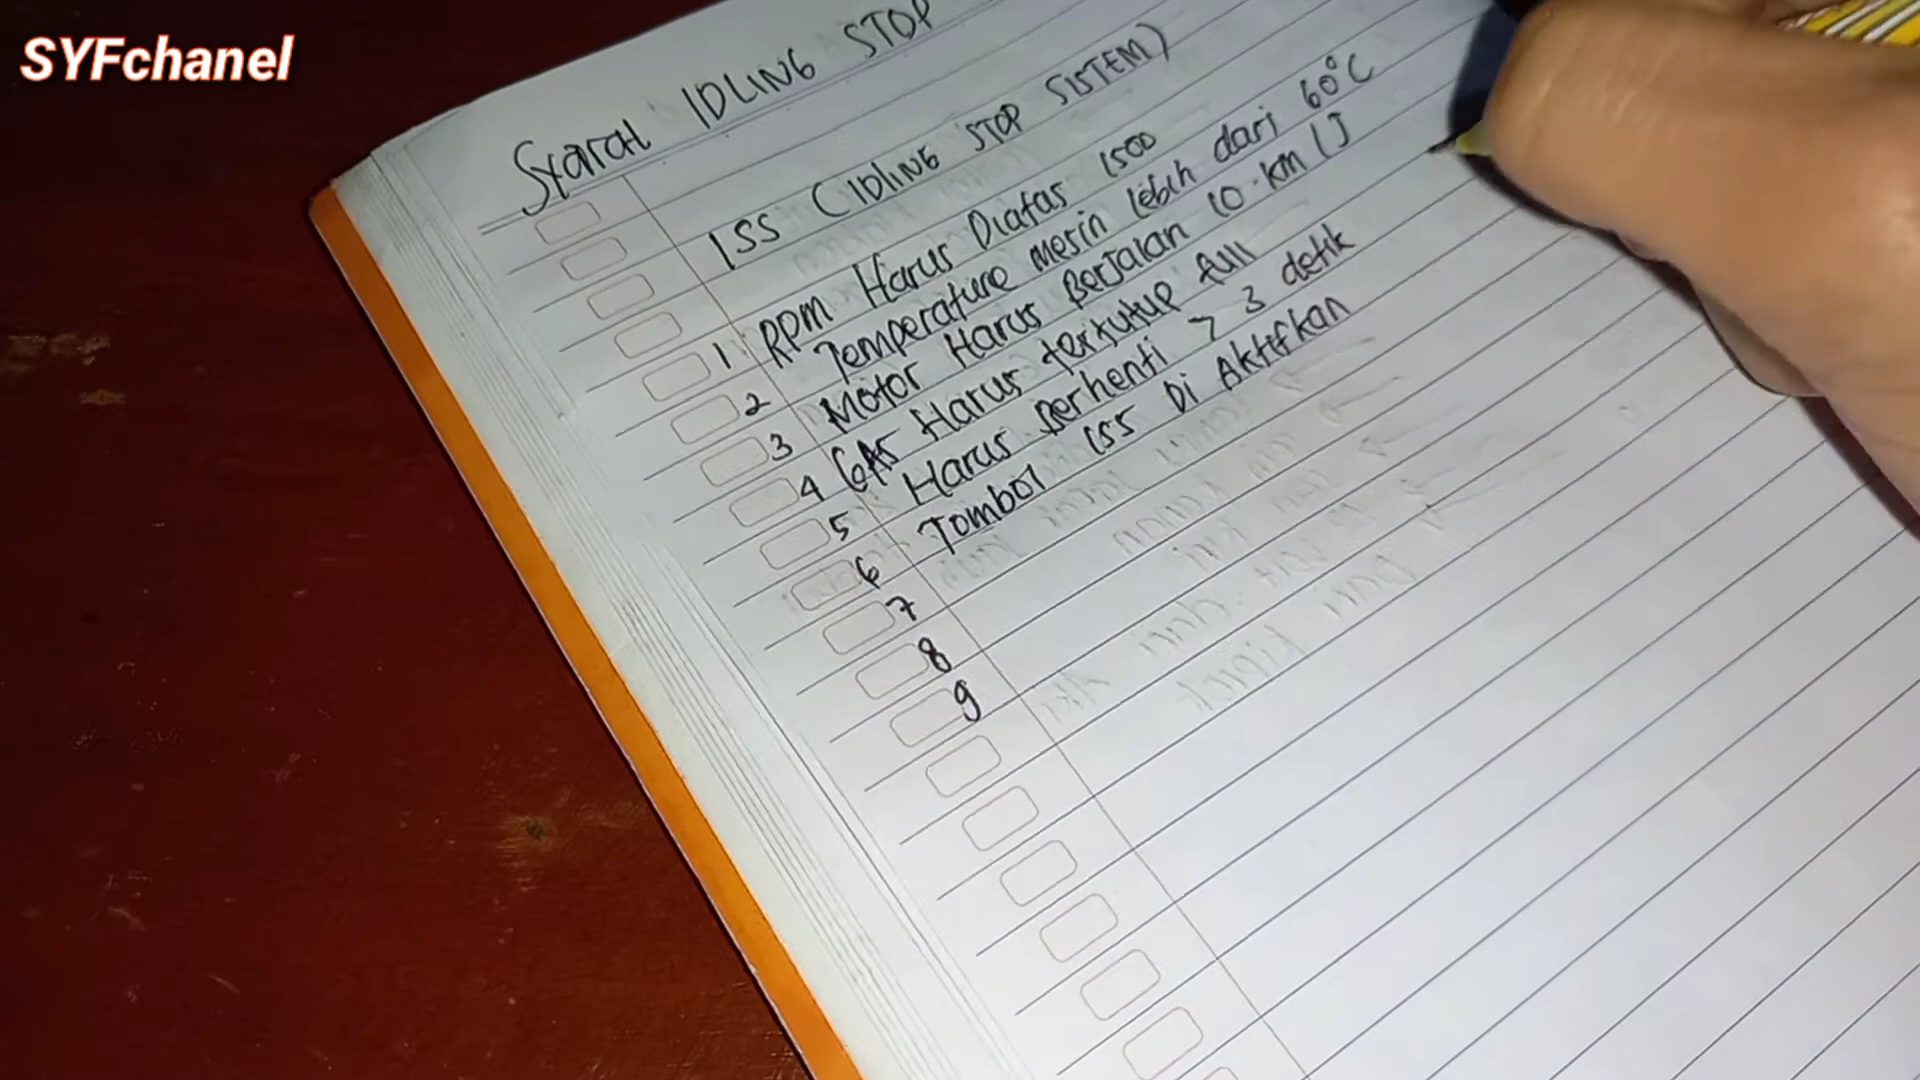 SYFchanel
Syarat IDLING STOP
ISS (IDLING STOP SISTEM)
1 RPM Harus Diatas 1500
2 Temperature mesin lebih dari 60°C
3 Motor Harus Berjalan 10 km/J
4 GAs Harus tertutup full
5 Harus Berhenti > 3 detik
6 Tombol ISS Di Aktifkan
7
8
9